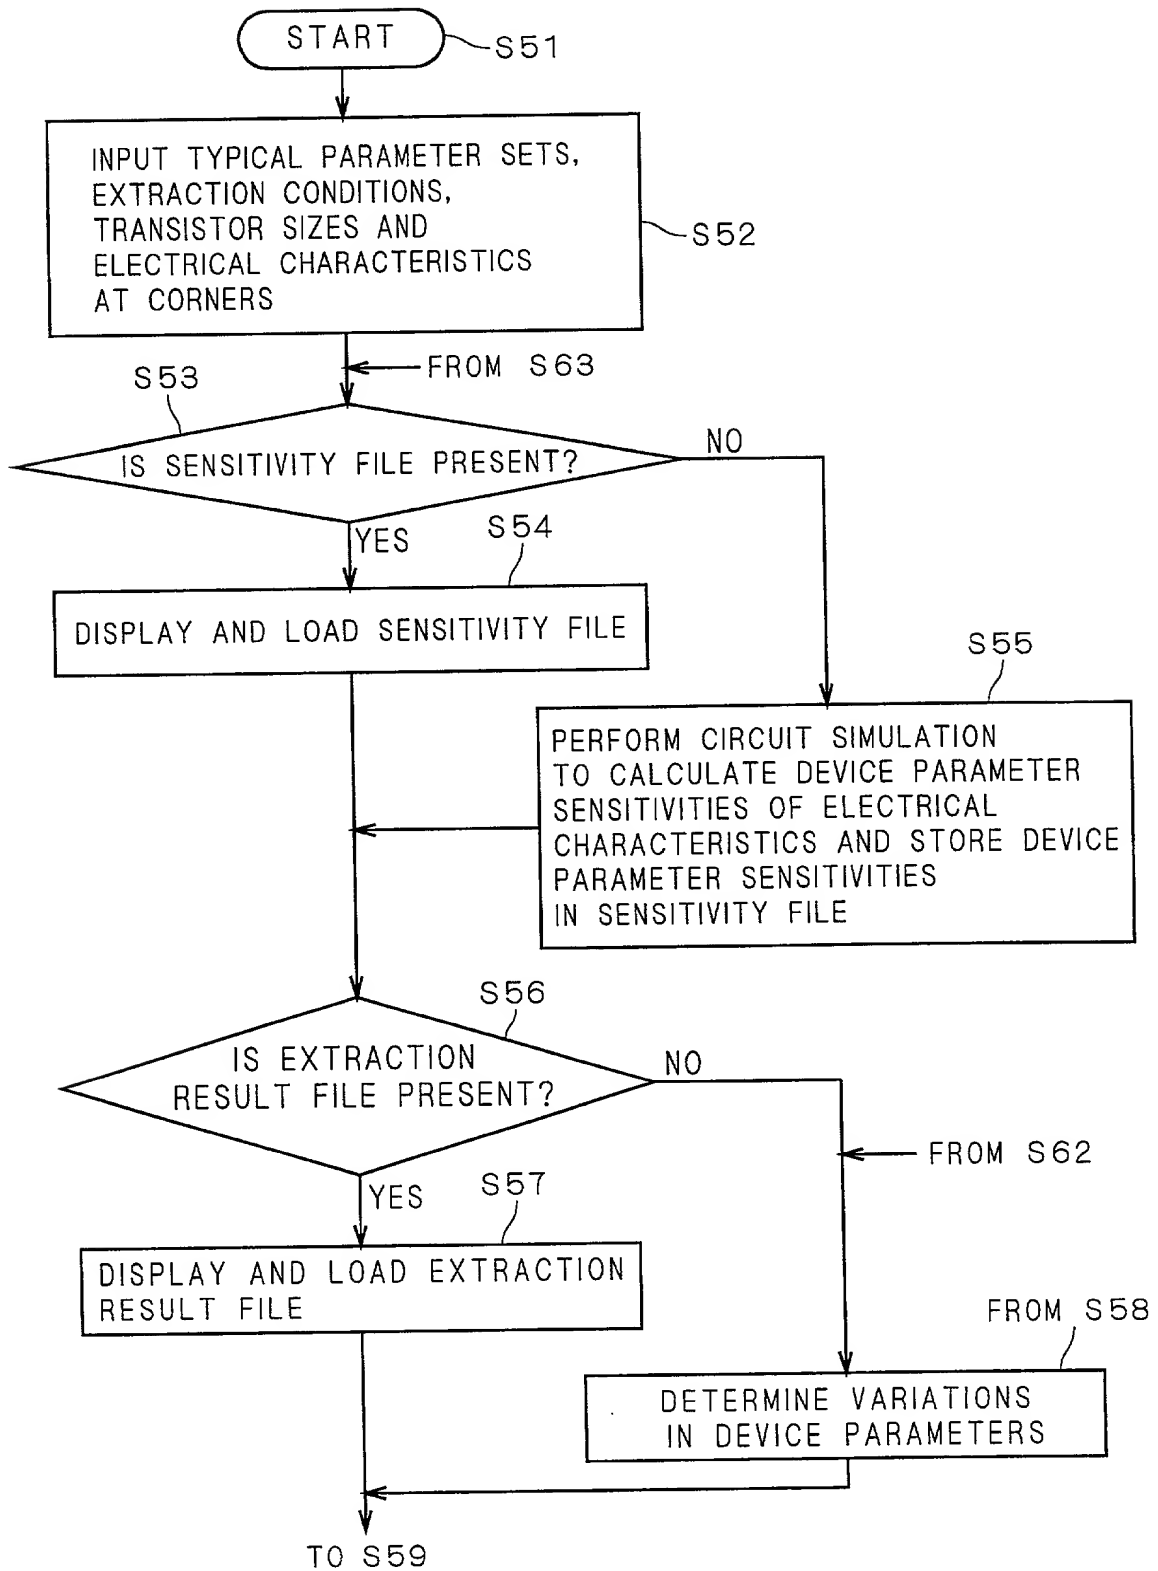 START
S51
INPUT TYPICAL PARAMETER SETS,
EXTRACTION CONDITIONS,
TRANSISTOR SIZES AND
ELECTRICAL CHARACTERISTICS
AT CORNERS
S52
FROM S63
S53
IS SENSITIVITY FILE PRESENT?
NO
YES
S54
DISPLAY AND LOAD SENSITIVITY FILE
S55
PERFORM CIRCUIT SIMULATION
TO CALCULATE DEVICE PARAMETER
SENSITIVITIES OF ELECTRICAL
CHARACTERISTICS AND STORE DEVICE
PARAMETER SENSITIVITIES
IN SENSITIVITY FILE
S56
IS EXTRACTION
RESULT FILE PRESENT?
NO
FROM S62
YES
S57
DISPLAY AND LOAD EXTRACTION
RESULT FILE
FROM S58
DETERMINE VARIATIONS
IN DEVICE PARAMETERS
TO S59